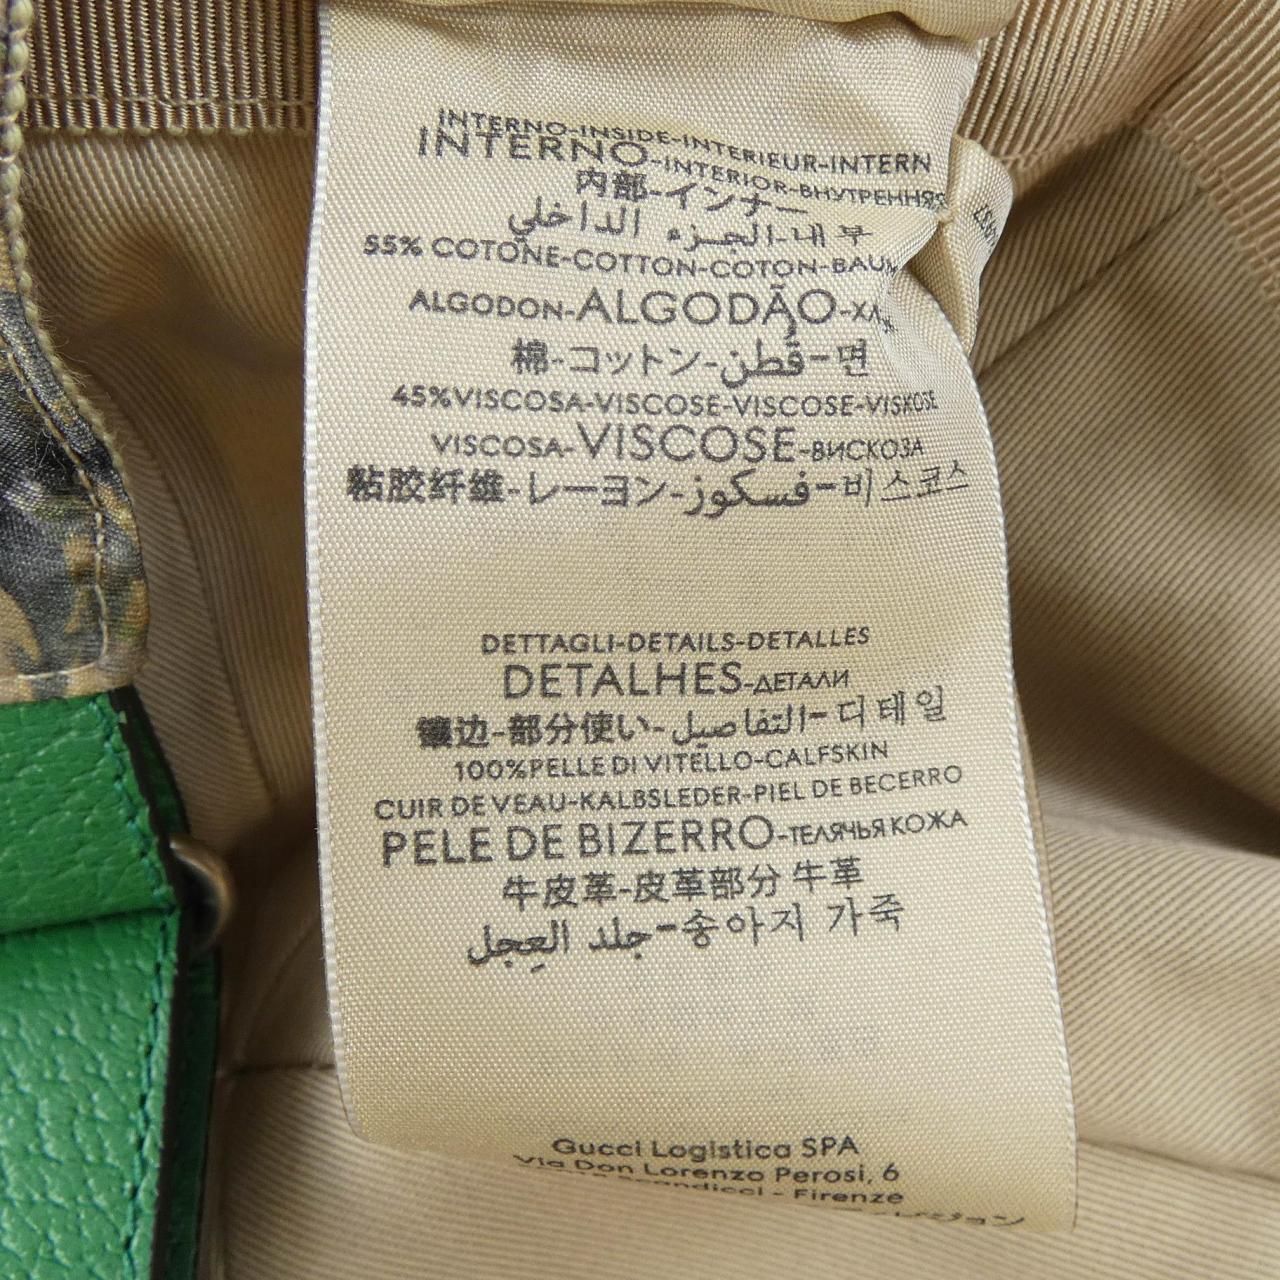 INTERNO-INSIDE-INTERIEUR-INTERN
INTERNO-INTERIOR-ВНУТРЕННЯЯ
内部-インナー
الجزء الداخلي-내부
55% COTONE-COTTON-COTON-BAUM
ALGODON-ALGODÃO-ХЛ
棉-コットン-قطن-면
45%VISCOSA-VISCOSE-VISCOSE-VISKOSE
VISCOSA-VISCOSE-ВИСКОЗА
粘胶纤维-レーヨン-فسكوز-비스코스
DETTAGLI-DETAILS-DETALLES
DETALHES-ДЕТАЛИ
镶边-部分使い-التفاصيل-디테일
100%PELLE DI VITELLO-CALFSKIN
CUIR DE VEAU-KALBSLEDER-PIEL DE BECERRO
PELE DE BIZERRO-ТЕЛЯЧЬЯ КОЖА
牛皮革-皮革部分 牛革
جلد العِجل-송아지 가죽
Gucci Logistica SPA
Via Don Lorenzo Perosi, 6
Scandicci - Firenze